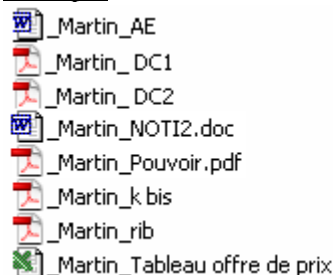 _Martin_AE
_Martin_ DC1
_Martin_ DC2
_Martin_NOTI2.doc
_Martin_Pouvoir.pdf
_Martin_k bis
_Martin_rib
_Martin_Tableau offre de prix